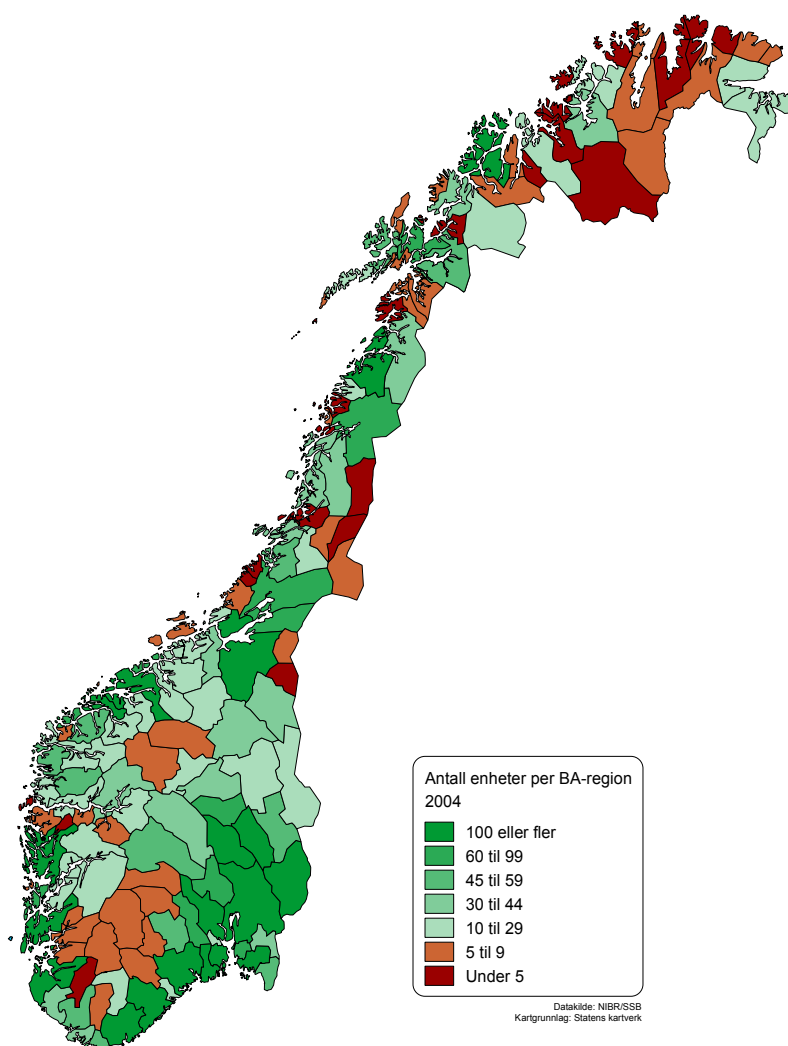 Antall enheter per BA-region
2004
100 eller fler
60 til 99
45 til 59
30 til 44
10 til 29
5 til 9
Under 5
Datakilde: NIBR/SSB
Kartgrunnlag: Statens kartverk